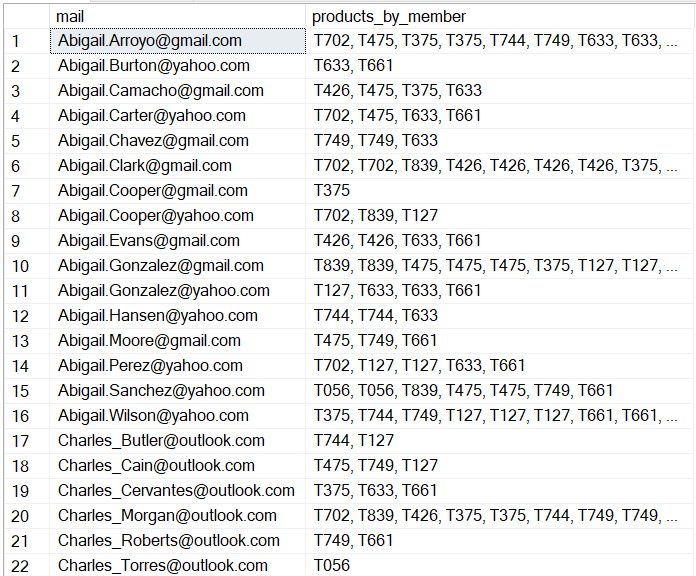 mail products_by_member
1 Abigail.Arroyo@gmail.com T702, T475, T375, T375, T744, T749, T633, T633, ...
2 Abigail.Burton@yahoo.com T633, T661
3 Abigail.Camacho@gmail.com T426, T475, T375, T633
4 Abigail.Carter@yahoo.com T702, T475, T633, T661
5 Abigail.Chavez@gmail.com T749, T749, T633
6 Abigail.Clark@gmail.com T702, T702, T839, T426, T426, T426, T426, T375, ...
7 Abigail.Cooper@gmail.com T375
8 Abigail.Cooper@yahoo.com T702, T839, T127
9 Abigail.Evans@gmail.com T426, T426, T633, T661
10 Abigail.Gonzalez@gmail.com T839, T839, T475, T475, T475, T375, T127, T127, ...
11 Abigail.Gonzalez@yahoo.com T127, T633, T633, T661
12 Abigail.Hansen@yahoo.com T744, T744, T633
13 Abigail.Moore@gmail.com T475, T749, T661
14 Abigail.Perez@yahoo.com T702, T127, T127, T633, T661
15 Abigail.Sanchez@yahoo.com T056, T056, T839, T475, T475, T749, T661
16 Abigail.Wilson@yahoo.com T375, T744, T749, T127, T127, T127, T661, T661, ...
17 Charles_Butler@outlook.com T744, T127
18 Charles_Cain@outlook.com T475, T749, T127
19 Charles_Cervantes@outlook.com T375, T633, T661
20 Charles_Morgan@outlook.com T702, T839, T426, T375, T375, T744, T749, T749, ...
21 Charles_Roberts@outlook.com T749, T661
22 Charles_Torres@outlook.com T056